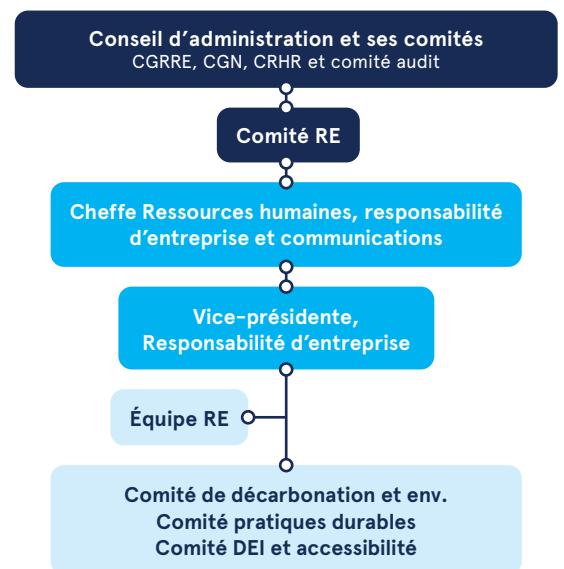 Conseil d’administration et ses comités
CGRRE, CGN, CRHR et comité audit
Comité RE
Cheffe Ressources humaines, responsabilité
d’entreprise et communications
Vice-présidente,
Responsabilité d’entreprise
Équipe RE
Comité de décarbonation et env.
Comité pratiques durables
Comité DEI et accessibilité